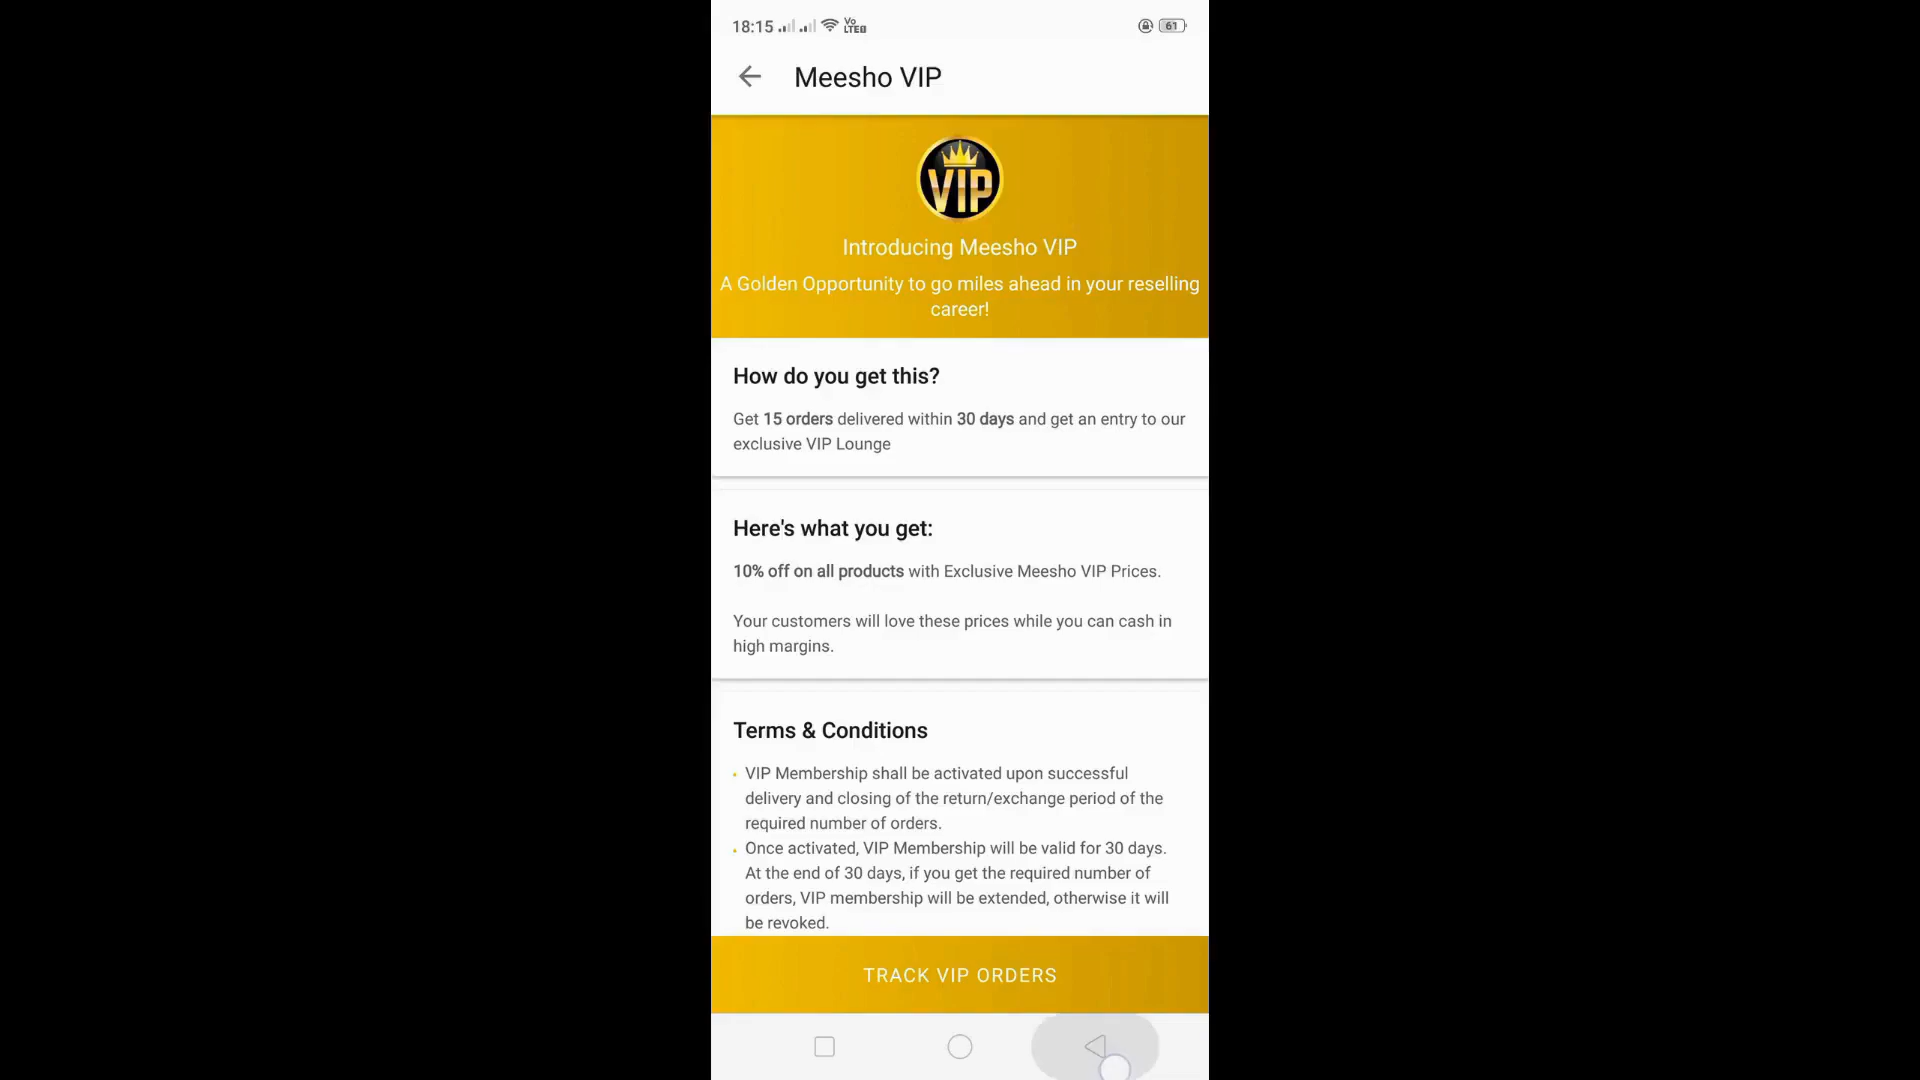 18:15 Vo LTE 61
Meesho VIP
VIP
Introducing Meesho VIP
A Golden Opportunity to go miles ahead in your reselling
career!
How do you get this?
Get 15 orders delivered within 30 days and get an entry to our
exclusive VIP Lounge
Here's what you get:
10% off on all products with Exclusive Meesho VIP Prices.
Your customers will love these prices while you can cash in
high margins.
Terms & Conditions
• VIP Membership shall be activated upon successful
delivery and closing of the return/exchange period of the
required number of orders.
• Once activated, VIP Membership will be valid for 30 days.
At the end of 30 days, if you get the required number of
orders, VIP membership will be extended, otherwise it will
be revoked.
TRACK VIP ORDERS